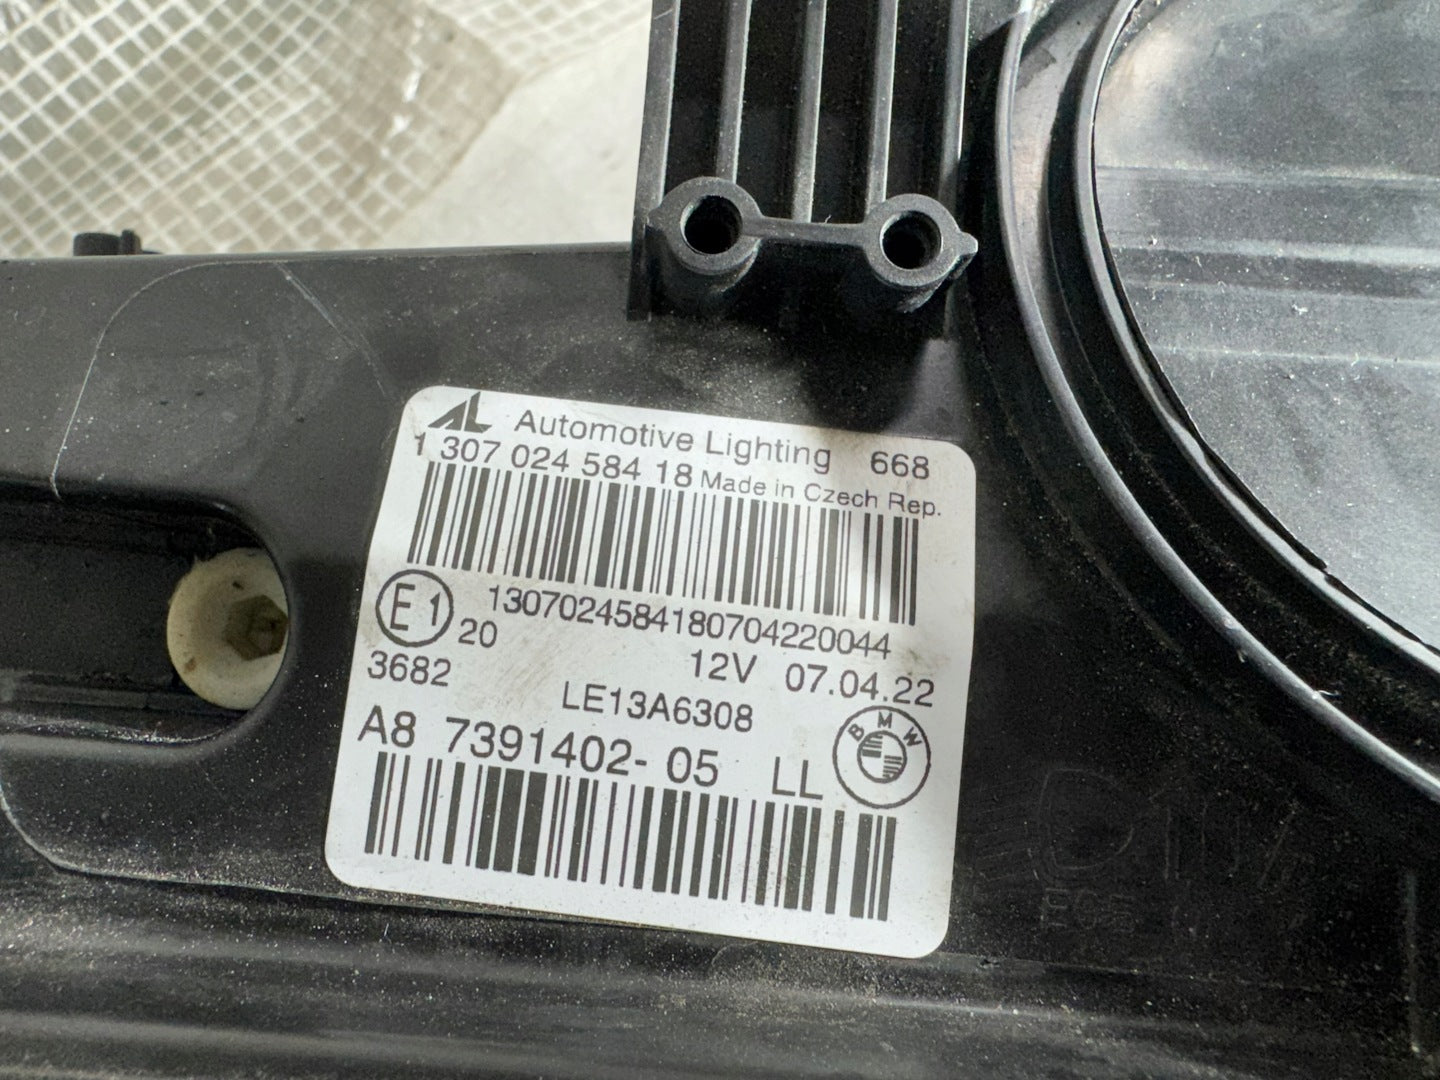 AL Automotive Lighting 668
1 307 024 584 18 Made in Czech Rep.
1307024584180704220044
E1 20 12V 07.04.22
3682 LE13A6308
A8 7391402-05 LL BMW